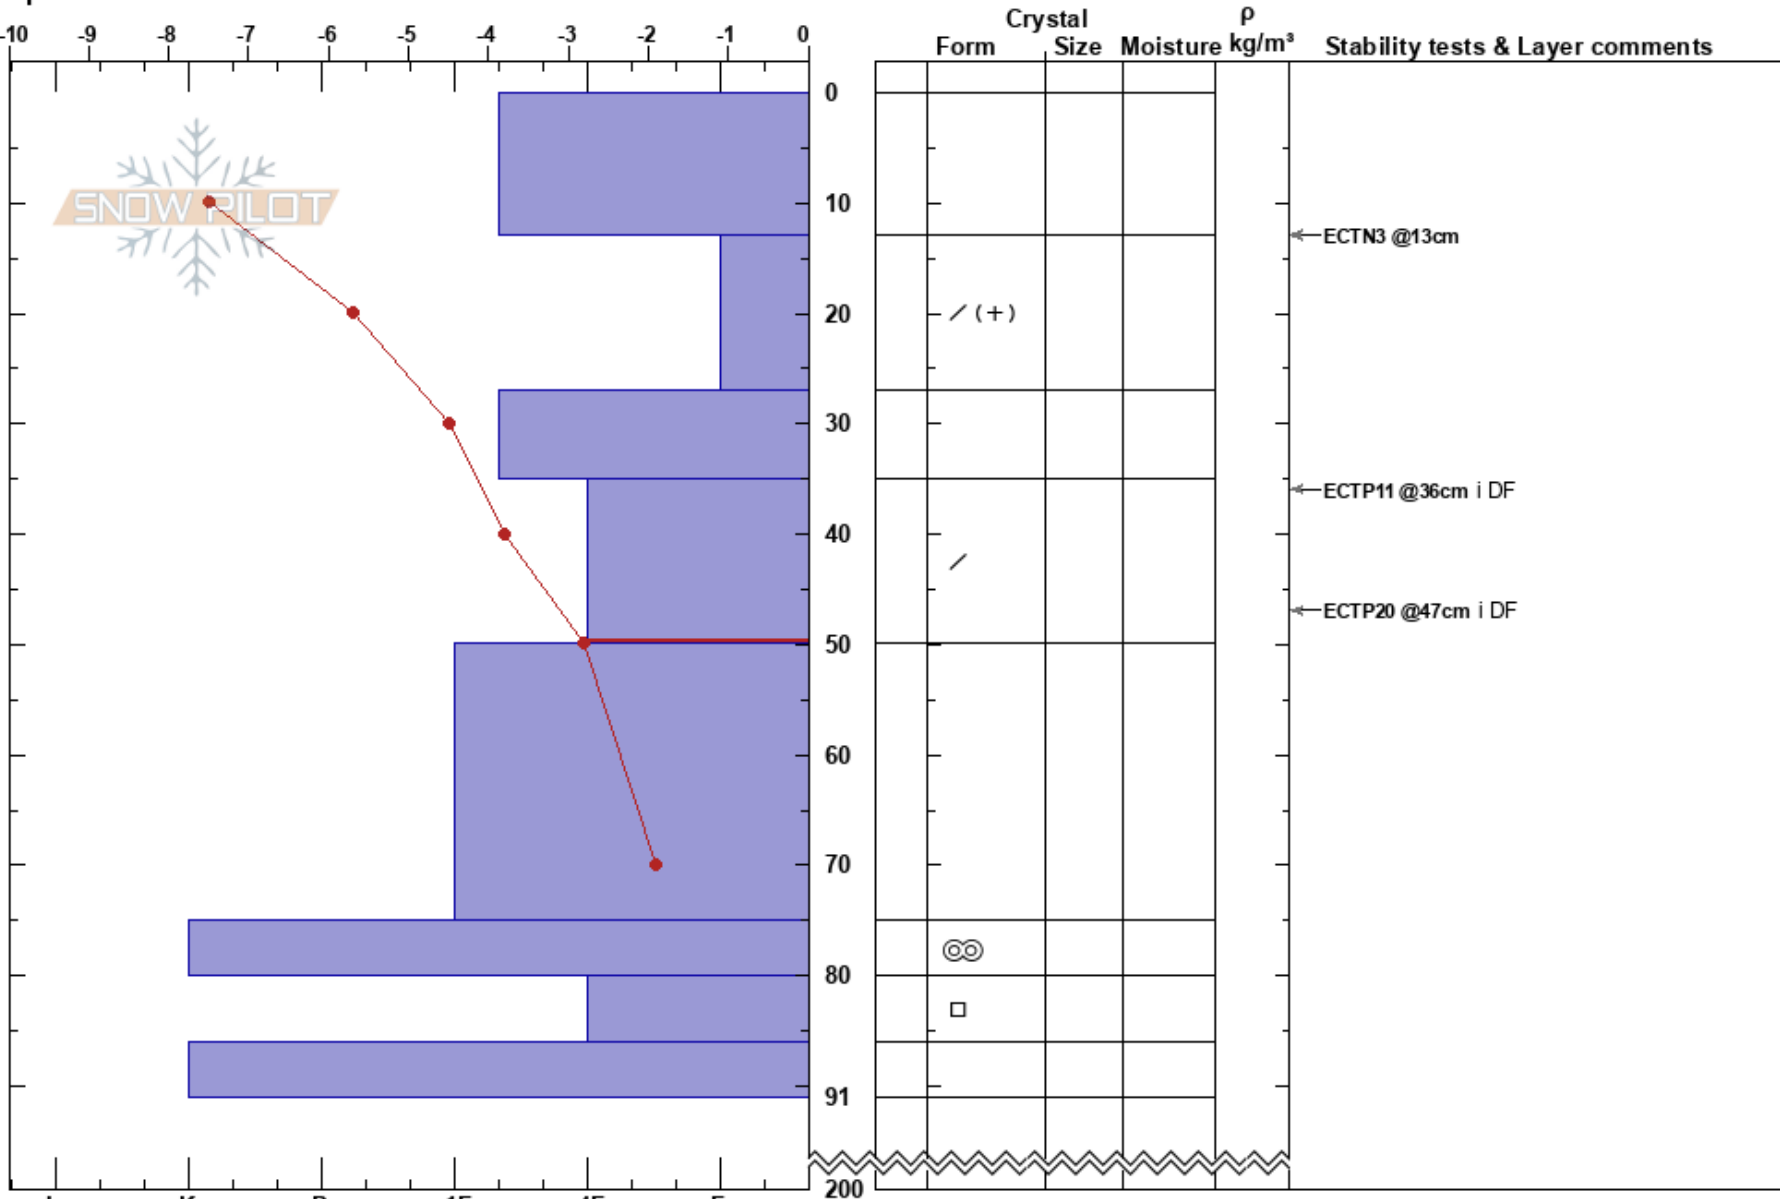 -10 -9 -8 -7 -6 -5 -4 -3 -2 -1 0
Crystal
Form Size Moisture
ρ
kg/m³
Stability tests & Layer comments
0
SNOW PILOT
10
ECTN3 @13cm
20
/ (+)
30
ECTP11 @36cm i DF
40
/
ECTP20 @47cm i DF
50
60
70
80
91
200